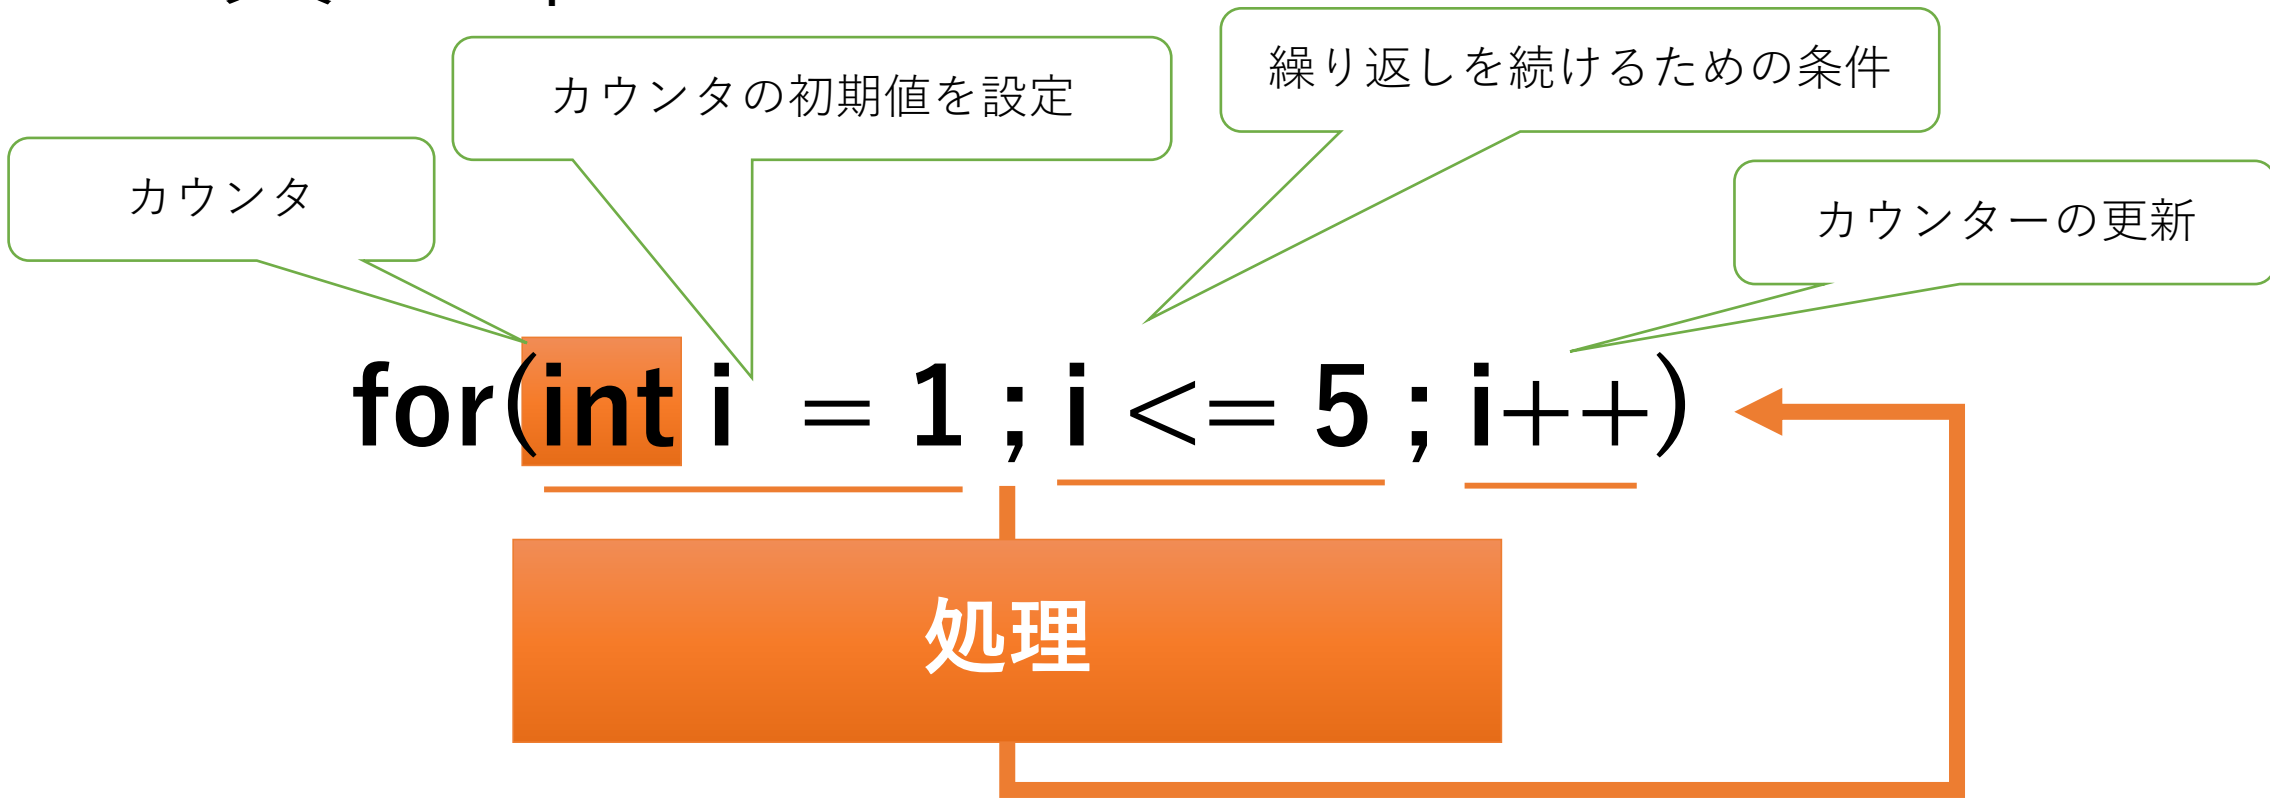 繰り返しを続けるための条件
カウンタの初期値を設定
カウンタ
カウンターの更新
for(int i = 1 ; i <= 5 ; i++)
処理